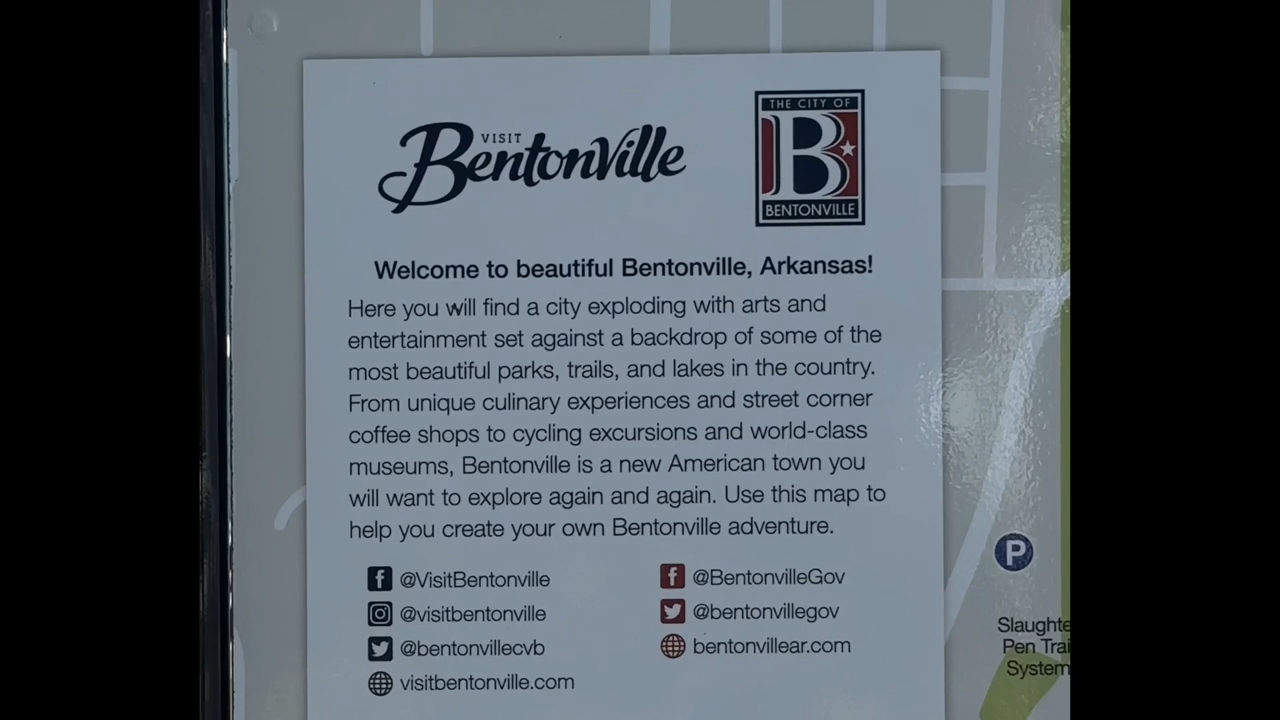 VISIT
Bentonville
THE CITY OF
B
BENTONVILLE
Welcome to beautiful Bentonville, Arkansas!
Here you will find a city exploding with arts and
entertainment set against a backdrop of some of the
most beautiful parks, trails, and lakes in the country.
From unique culinary experiences and street corner
coffee shops to cycling excursions and world-class
museums, Bentonville is a new American town you
will want to explore again and again. Use this map to
help you create your own Bentonville adventure.
@VisitBentonville
@visitbentonville
@bentonvillecvb
visitbentonville.com
@BentonvilleGov
@bentonvillegov
bentonvillear.com
P
Slaughte
Pen Trai
System